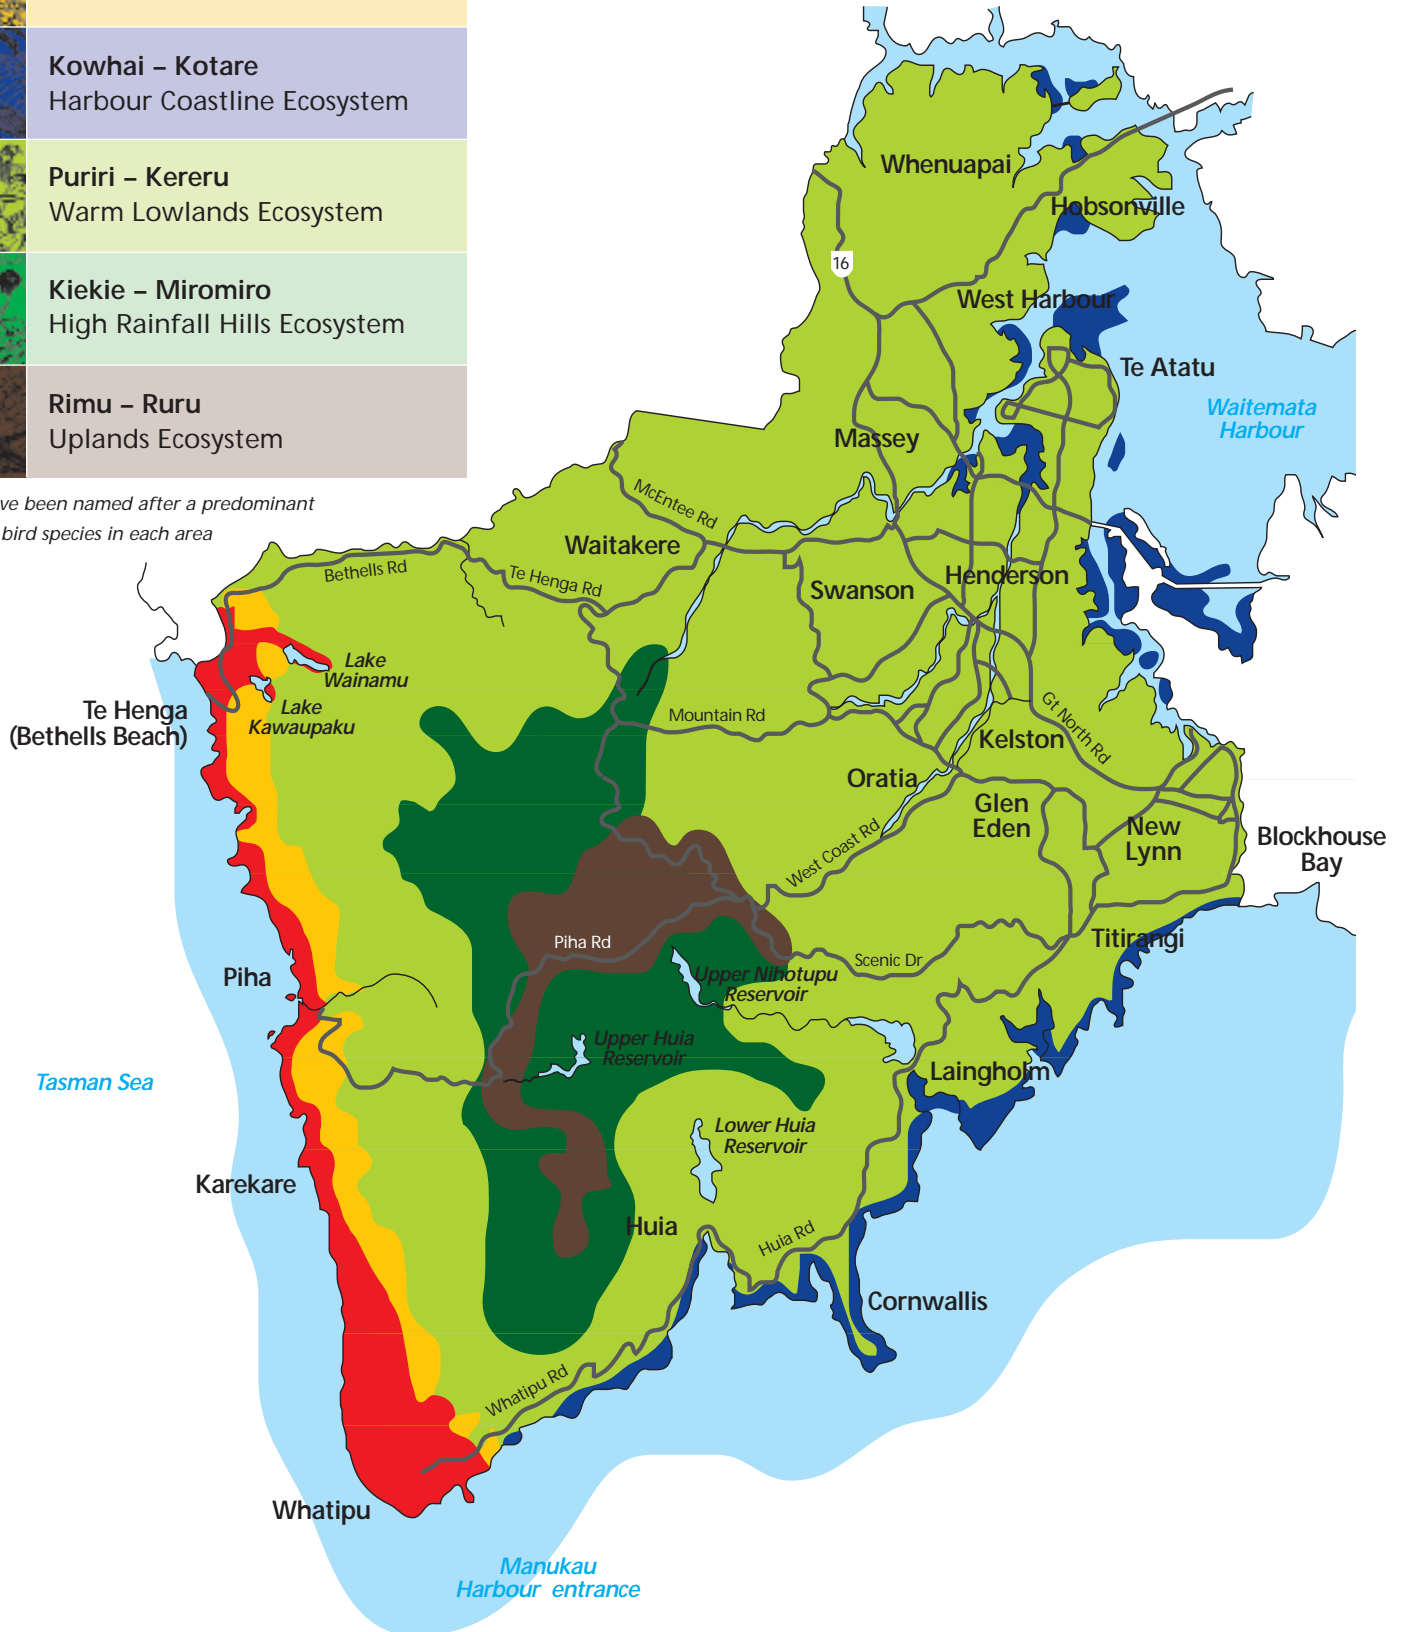 Kowhai – Kotare
Harbour Coastline Ecosystem
Puriri – Kereru
Warm Lowlands Ecosystem
Kiekie – Miromiro
High Rainfall Hills Ecosystem
Rimu – Ruru
Uplands Ecosystem
ve been named after a predominant
bird species in each area
Whenuapai
Hobsonville
16
West Harbour
Te Atatu
Waitemata
Harbour
Massey
McEntee Rd
Waitakere
Bethells Rd
Te Henga Rd
Swanson
Henderson
Lake
Wainamu
Lake
Kawaupaku
Te Henga
(Bethells Beach)
Mountain Rd
Gt North Rd
Kelston
Oratia
Glen
Eden
New
Lynn
Blockhouse
Bay
West Coast Rd
Piha Rd
Titirangi
Scenic Dr
Piha
Upper Nihotupu
Reservoir
Upper Huia
Reservoir
Laingholm
Tasman Sea
Lower Huia
Reservoir
Karekare
Huia
Huia Rd
Cornwallis
Whatipu Rd
Whatipu
Manukau
Harbour entrance